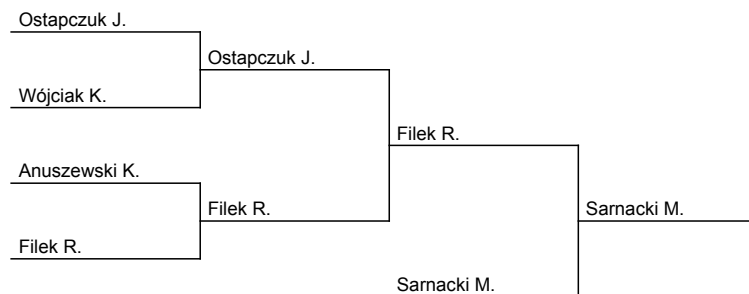 Ostapczuk J.
Ostapczuk J.
Wójciak K.
Filek R.
Anuszewski K.
Filek R.
Sarnacki M.
Filek R.
Sarnacki M.